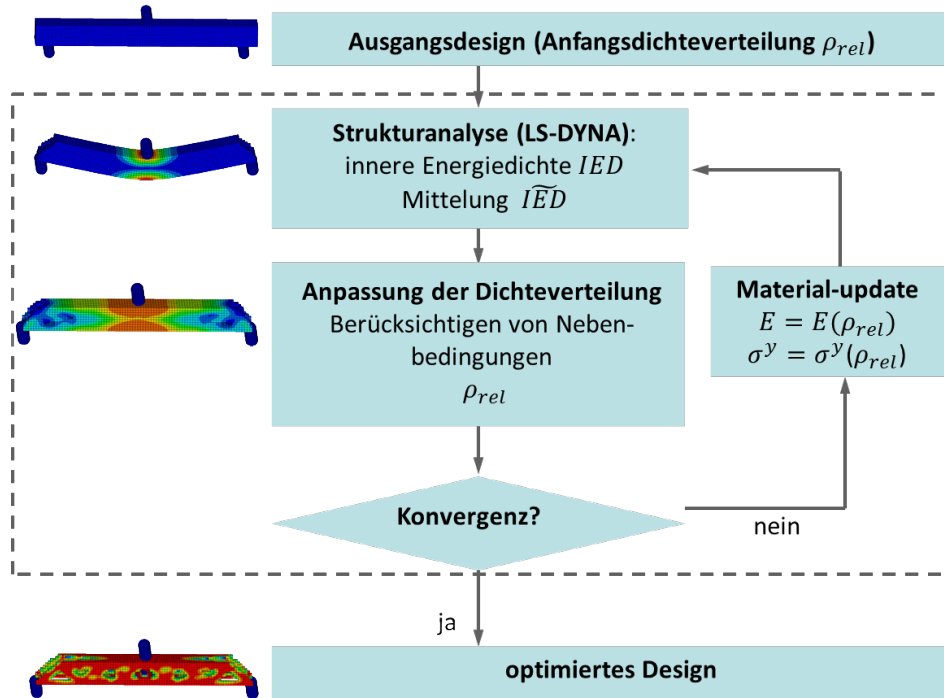 Ausgangsdesign (Anfangsdichteverteilung ρ_rel)
Strukturanalyse (LS-DYNA):
innere Energiedichte IED
Mittelung I͠ED
Anpassung der Dichteverteilung
Berücksichtigen von Neben-
bedingungen
ρ_rel
Material-update
E = E(ρ_rel)
σ^y = σ^y(ρ_rel)
Konvergenz?
nein
ja
optimiertes Design